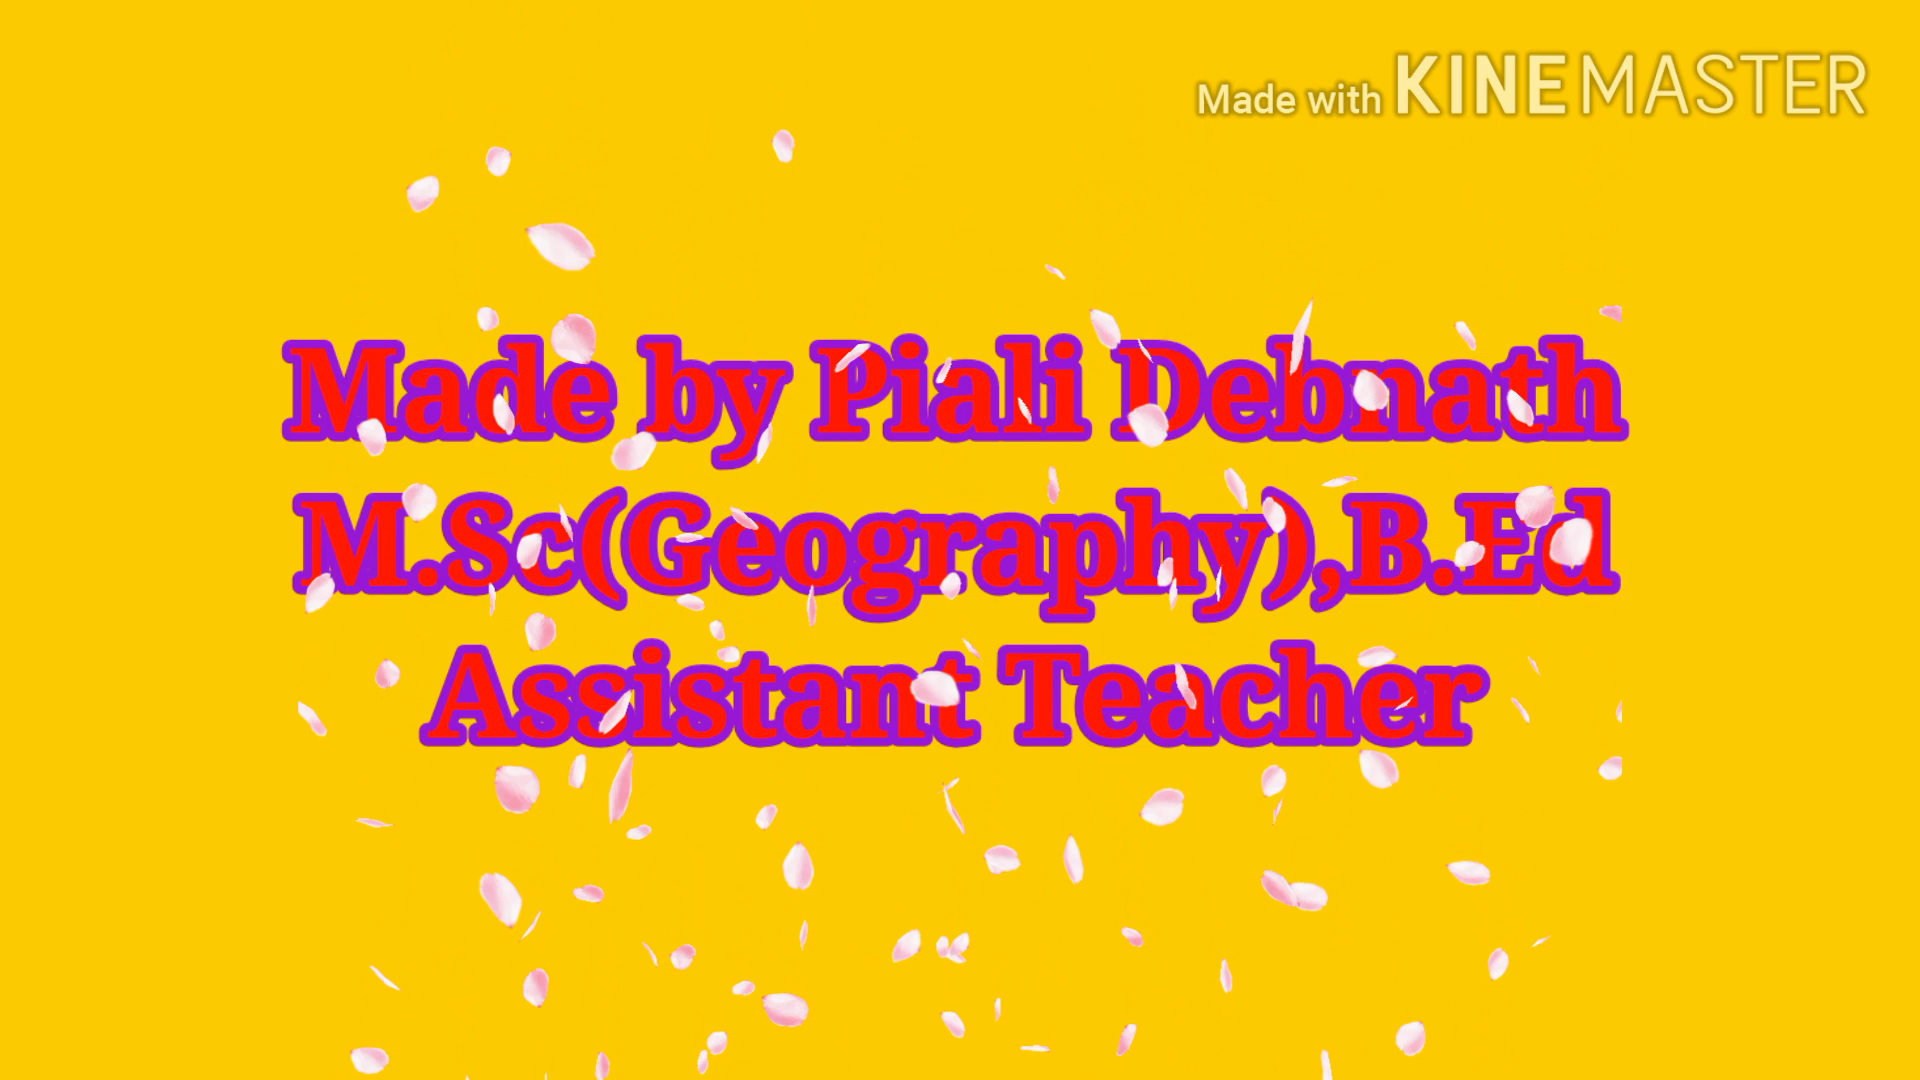 Made with KINEMASTER
Made by Piali Debnath
M.Sc(Geography),B.Ed
Assistant Teacher